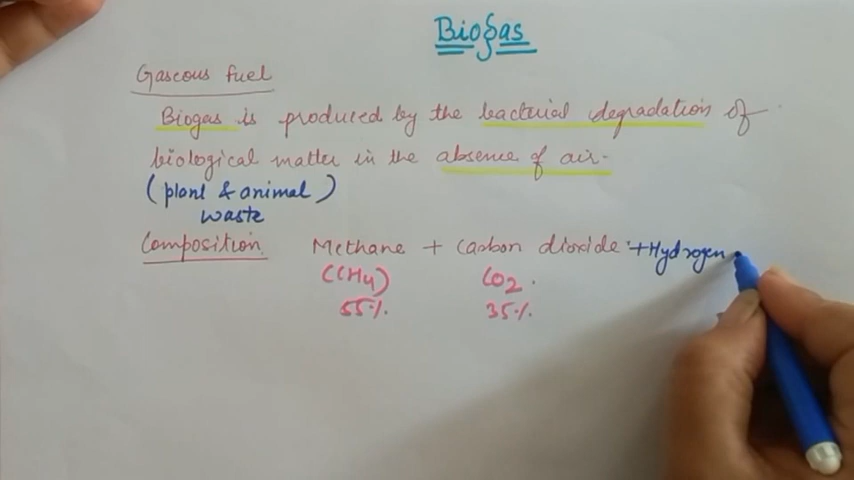 Biogas
Gaseous fuel
Biogas is produced by the bacterial degradation of
biological matter in the absence of air.
(plant & animal)
waste
Composition Methane + Carbon dioxide + Hydrogen
(CH4) CO2
55% 35%